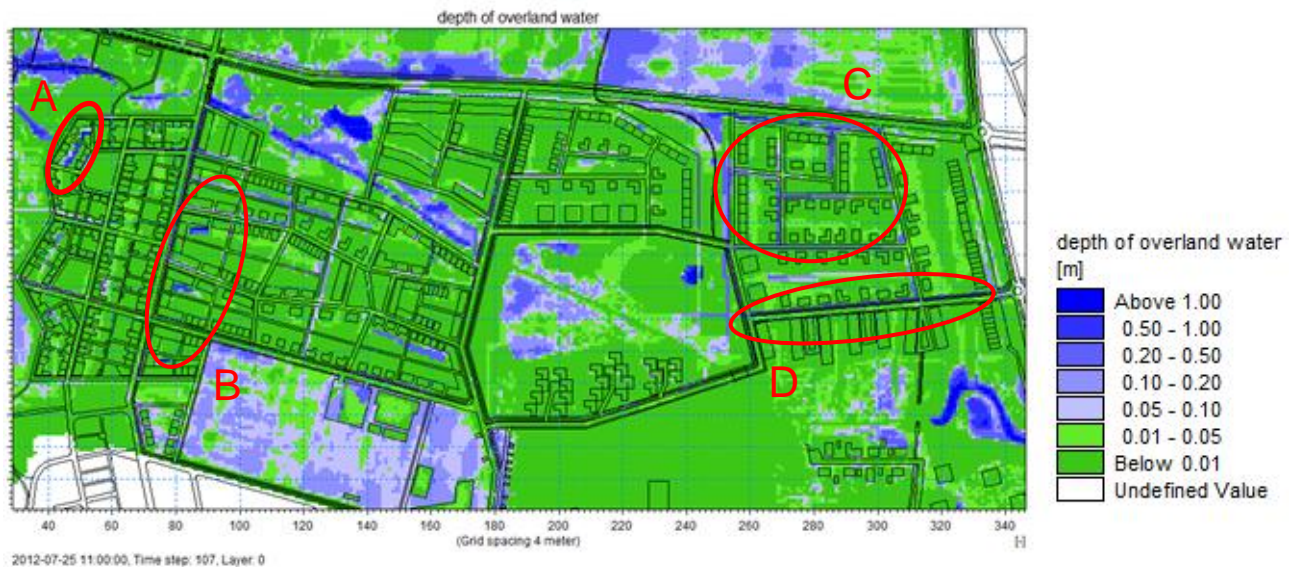 depth of overland water
A
C
B
D
depth of overland water
[m]
Above 1.00
0.50 - 1.00
0.20 - 0.50
0.10 - 0.20
0.05 - 0.10
0.01 - 0.05
Below 0.01
Undefined Value
40 60 80 100 120 140 160 180 200 220 240 260 280 300 320 340
(Grid spacing 4 meter)
2012-07-25 11:00:00, Time step: 107, Layer: 0